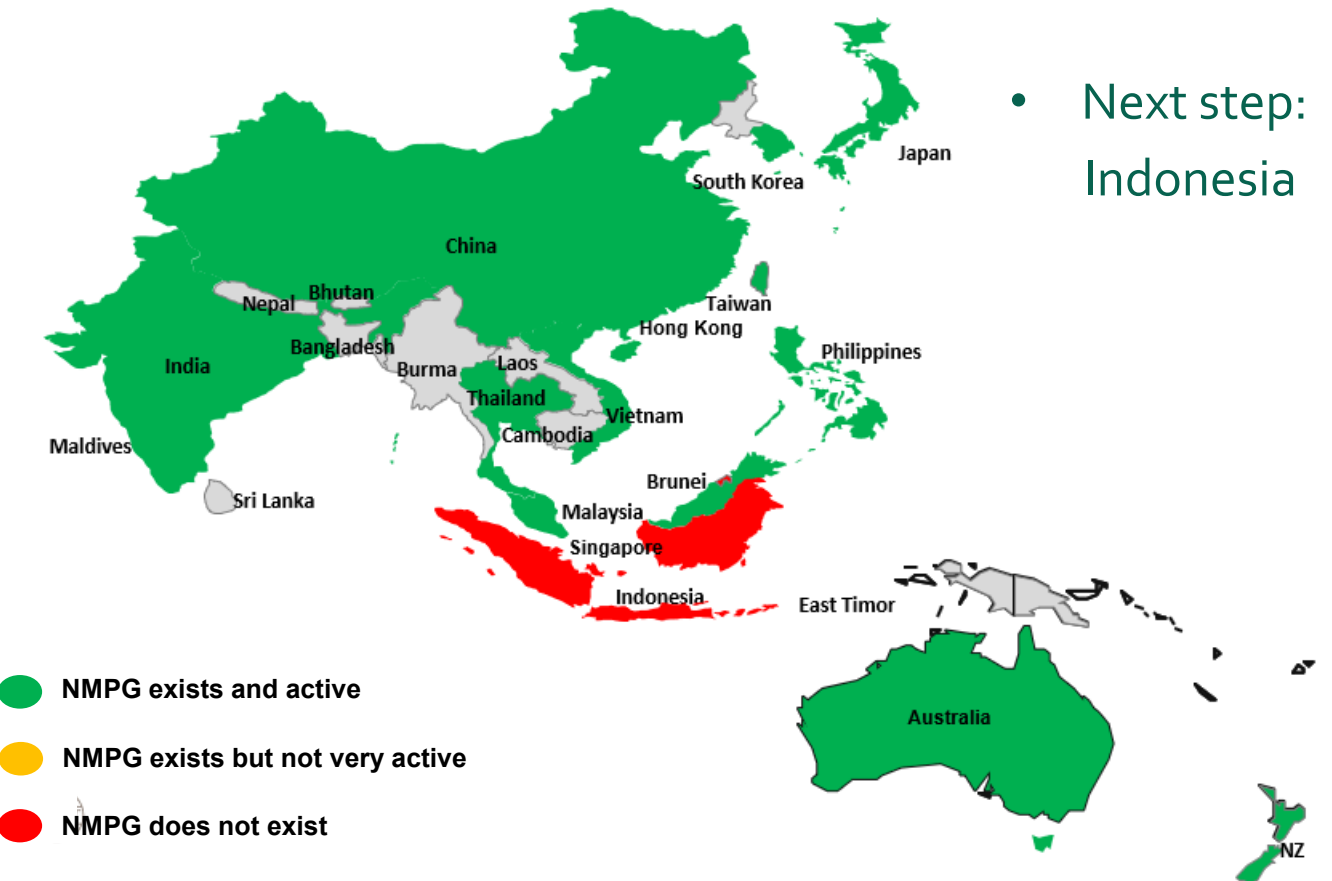 • Next step:
Indonesia
Japan
South Korea
China
Taiwan
Hong Kong
Nepal
Bhutan
Bangladesh
India
Burma
Laos
Thailand
Vietnam
Cambodia
Philippines
Maldives
Sri Lanka
Brunei
Malaysia
Singapore
Indonesia
East Timor
Australia
NZ
NMPG exists and active
NMPG exists but not very active
NMPG does not exist